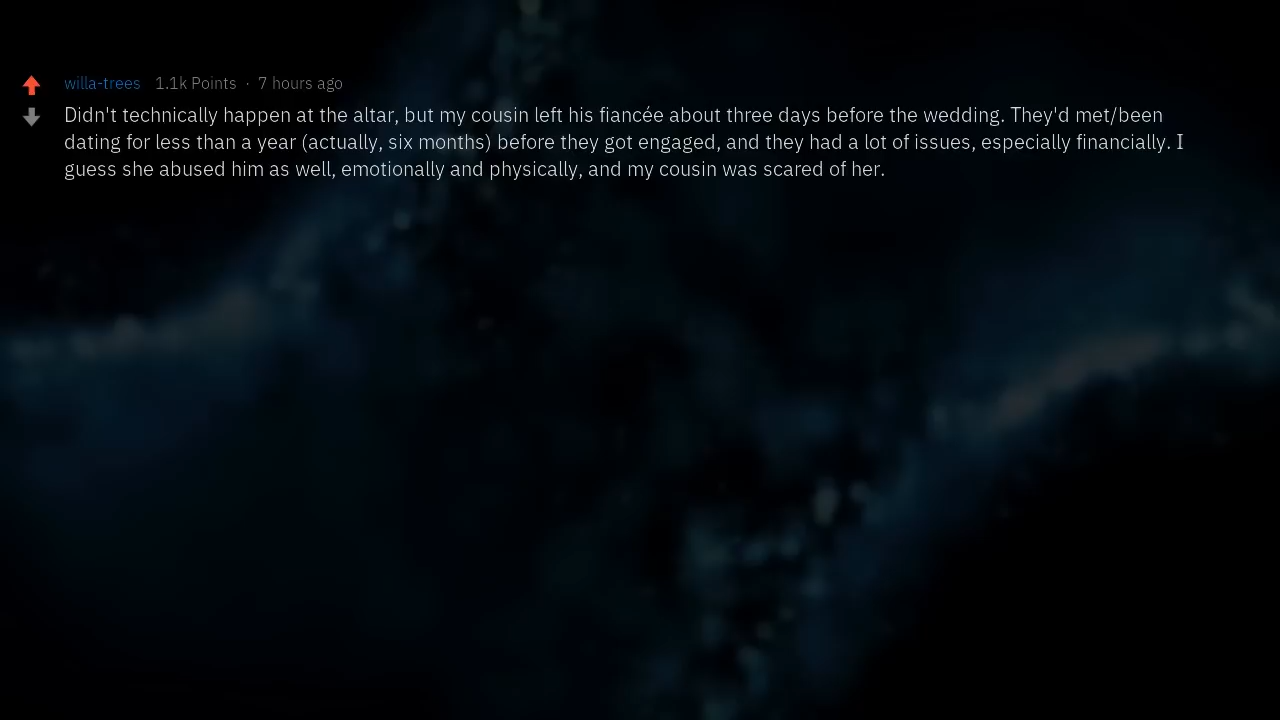 willa-trees 1.1k Points · 7 hours ago
Didn't technically happen at the altar, but my cousin left his fiancée about three days before the wedding. They'd met/been
dating for less than a year (actually, six months) before they got engaged, and they had a lot of issues, especially financially. I
guess she abused him as well, emotionally and physically, and my cousin was scared of her.